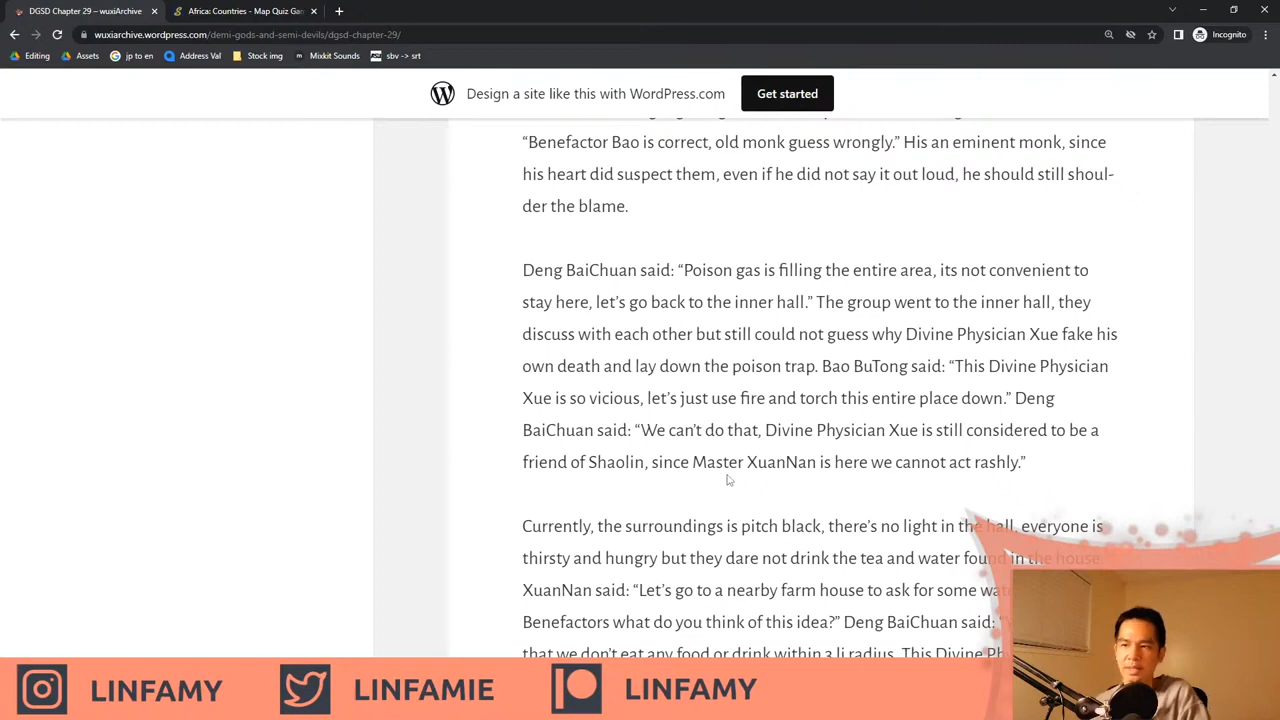 DGSD Chapter 29 – wuxiArchive
Africa: Countries - Map Quiz Gam
wuxiarchive.wordpress.com/demi-gods-and-semi-devils/dgsd-chapter-29/
Incognito
Editing
Assets
jp to en
Address Val
Stock img
Mixkit Sounds
sbv -> srt
Design a site like this with WordPress.com
Get started
“Benefactor Bao is correct, old monk guess wrongly.” His an eminent monk, since
his heart did suspect them, even if he did not say it out loud, he should still shoul-
der the blame.
Deng BaiChuan said: “Poison gas is filling the entire area, its not convenient to
stay here, let’s go back to the inner hall.” The group went to the inner hall, they
discuss with each other but still could not guess why Divine Physician Xue fake his
own death and lay down the poison trap. Bao BuTong said: “This Divine Physician
Xue is so vicious, let’s just use fire and torch this entire place down.” Deng
BaiChuan said: “We can’t do that, Divine Physician Xue is still considered to be a
friend of Shaolin, since Master XuanNan is here we cannot act rashly.”
Currently, the surroundings is pitch black, there’s no light in the hall, everyone is
thirsty and hungry but they dare not drink the tea and water found in the house.
XuanNan said: “Let’s go to a nearby farm house to ask for some
Benefactors what do you think of this idea?” Deng BaiChuan said:
that we don’t eat any food or drink within 3 li radius. This Divine
LINFAMY
LINFAMIE
LINFAMY